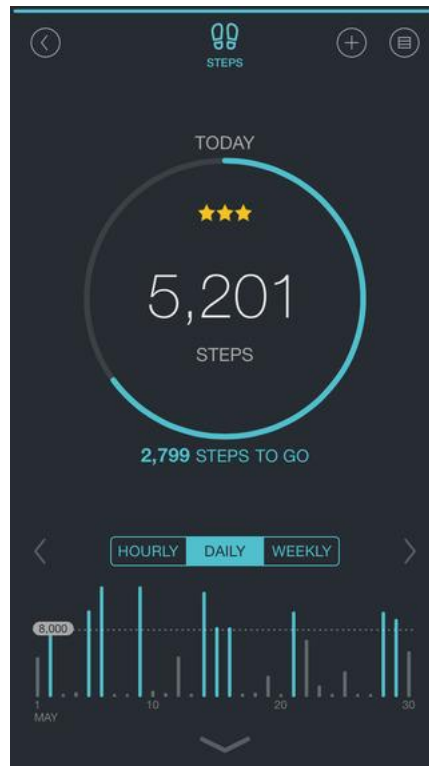 STEPS
TODAY
5,201
STEPS
2,799 STEPS TO GO
HOURLY DAILY WEEKLY
8,000
1 10 20 30
MAY